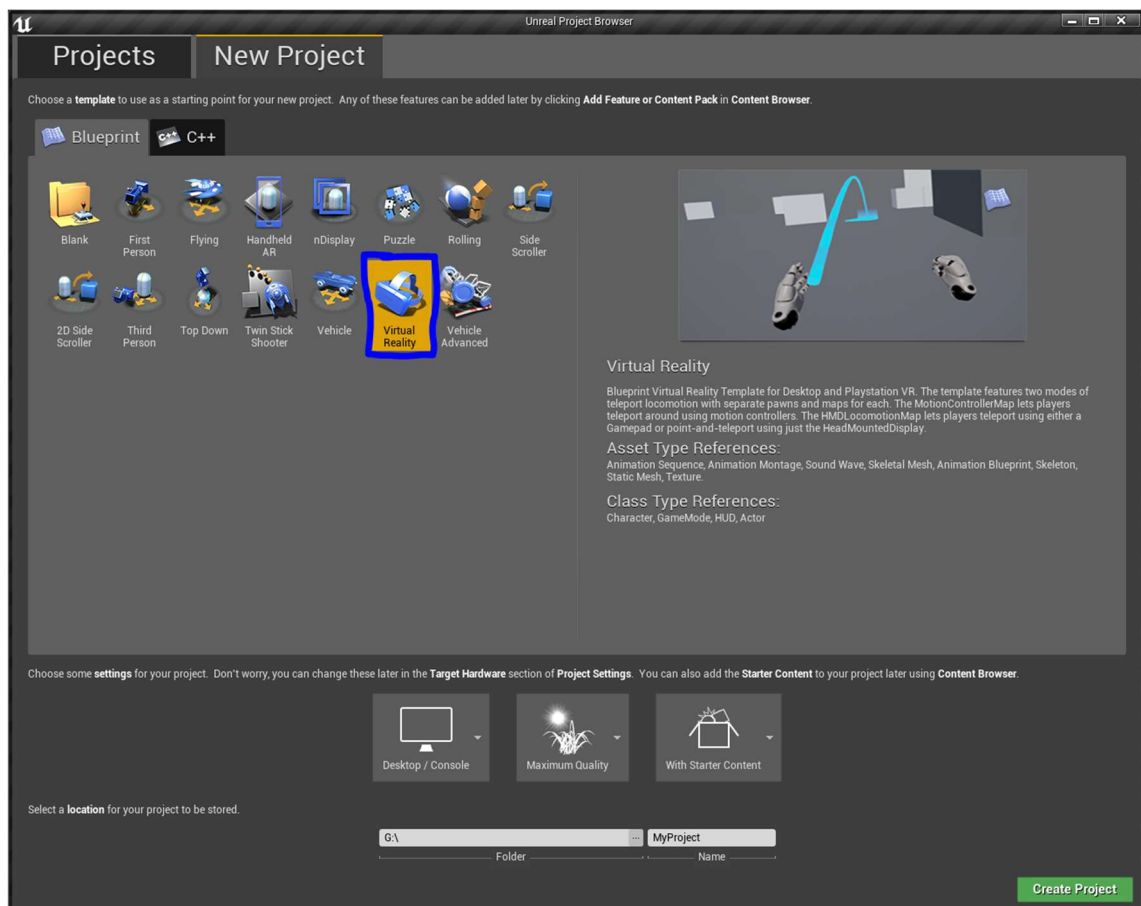 Unreal Project Browser
Projects
New Project
Choose a template to use as a starting point for your new project. Any of these features can be added later by clicking Add Feature or Content Pack in Content Browser.
Blueprint
C++
Blank
First
Person
Flying
Handheld
AR
nDisplay
Puzzle
Rolling
Side
Scroller
2D Side
Scroller
Third
Person
Top Down
Twin Stick
Shooter
Vehicle
Virtual
Reality
Vehicle
Advanced
Virtual Reality
Blueprint Virtual Reality Template for Desktop and Playstation VR. The template features two modes of
teleport locomotion with separate pawns and maps for each. The MotionControllerMap lets players
teleport around using motion controllers. The HMDLocomotionMap lets players teleport using either a
Gamepad or point-and-teleport using just the HeadMountedDisplay.
Asset Type References:
Animation Sequence, Animation Montage, Sound Wave, Skeletal Mesh, Animation Blueprint, Skeleton,
Static Mesh, Texture.
Class Type References:
Character, GameMode, HUD, Actor
Choose some settings for your project. Don't worry, you can change these later in the Target Hardware section of Project Settings. You can also add the Starter Content to your project later using Content Browser.
Desktop / Console
Maximum Quality
With Starter Content
Select a location for your project to be stored.
G:\
...
MyProject
Folder
Name
Create Project